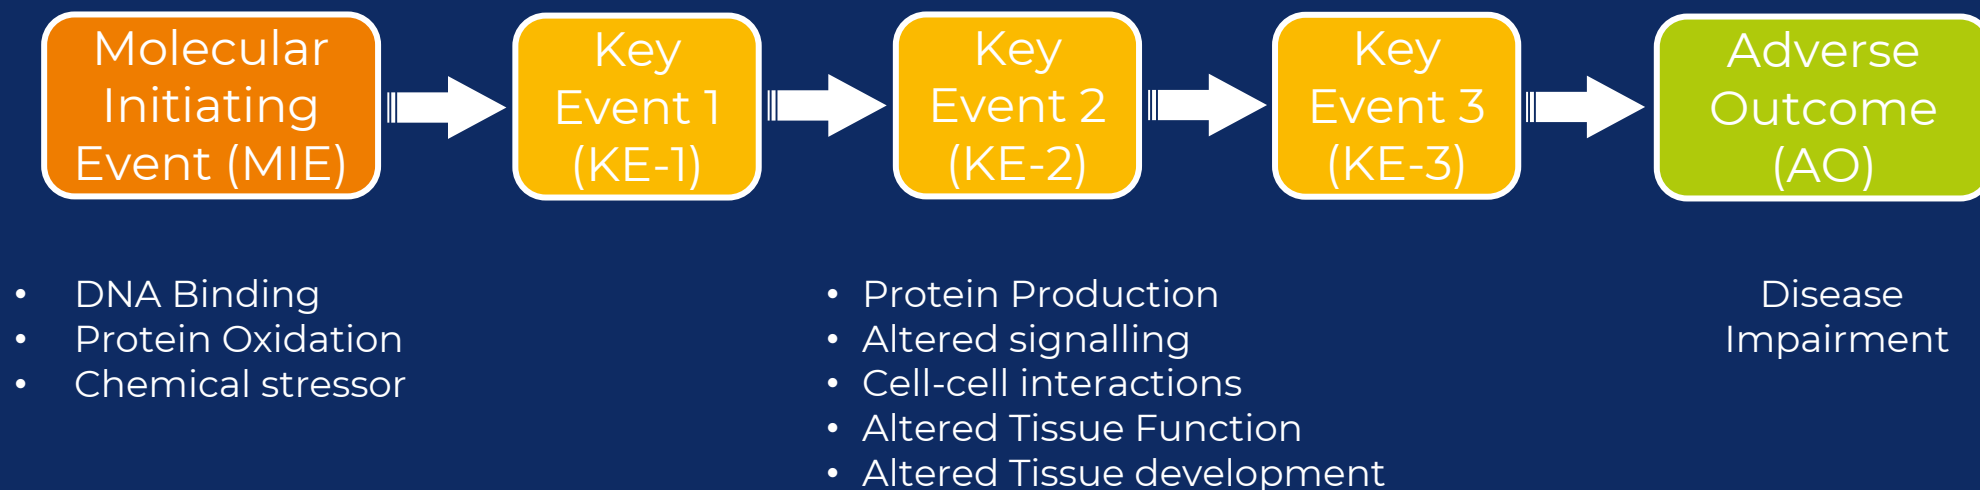 Molecular
Initiating
Event (MIE)
Key
Event 1
(KE-1)
Key
Event 2
(KE-2)
Key
Event 3
(KE-3)
Adverse
Outcome
(AO)
• DNA Binding
• Protein Oxidation
• Chemical stressor
• Protein Production
• Altered signalling
• Cell-cell interactions
• Altered Tissue Function
• Altered Tissue development
Disease
Impairment